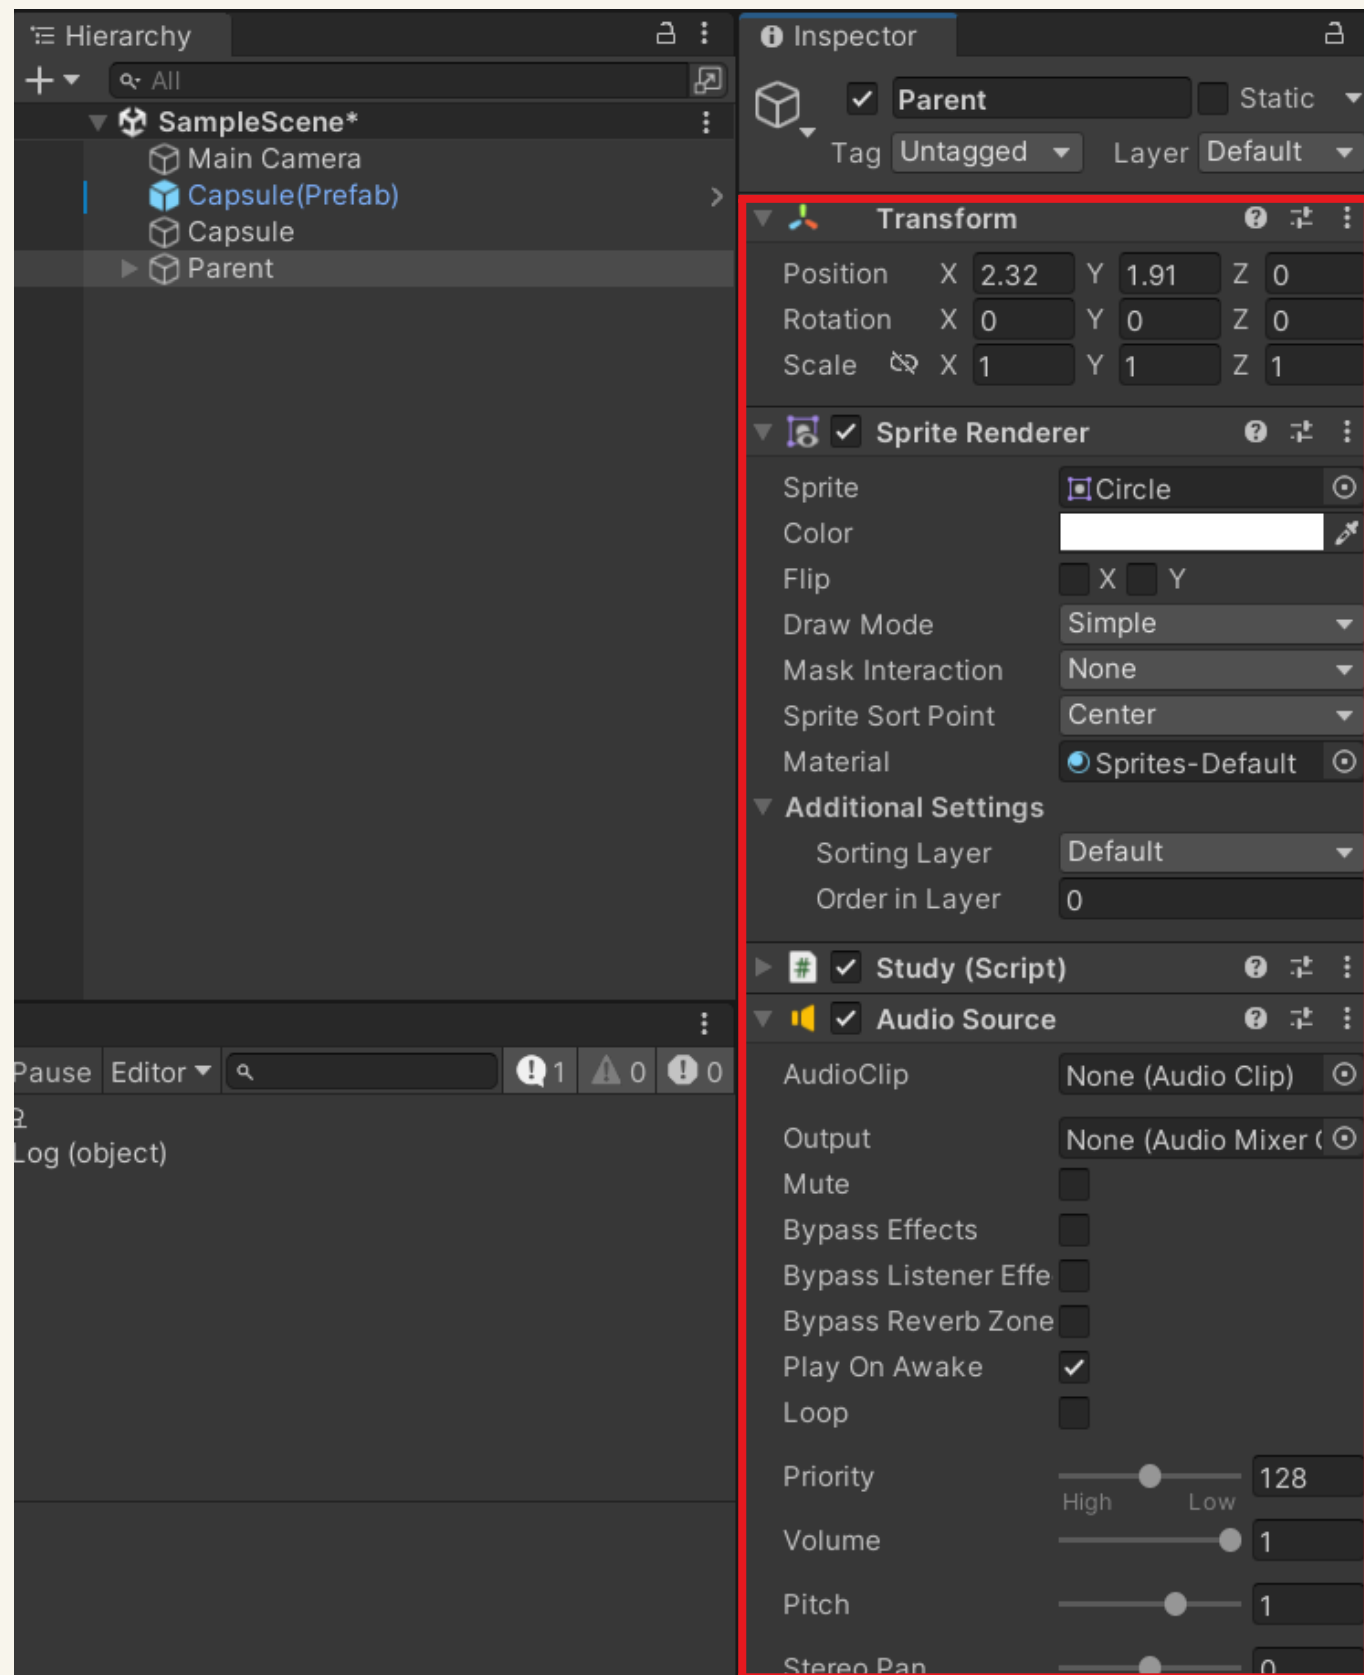 Hierarchy
All
SampleScene*
Main Camera
Capsule(Prefab)
Capsule
Parent
Pause Editor 1 0 0
Log (object)
Inspector
Parent Static
Tag Untagged Layer Default
Transform
Position X 2.32 Y 1.91 Z 0
Rotation X 0 Y 0 Z 0
Scale X 1 Y 1 Z 1
Sprite Renderer
Sprite Circle
Color
Flip X Y
Draw Mode Simple
Mask Interaction None
Sprite Sort Point Center
Material Sprites-Default
Additional Settings
Sorting Layer Default
Order in Layer 0
# Study (Script)
Audio Source
AudioClip None (Audio Clip)
Output None (Audio Mixer
Mute
Bypass Effects
Bypass Listener Effe
Bypass Reverb Zone
Play On Awake
Loop
Priority 128
High Low
Volume 1
Pitch 1
Stereo Pan 0